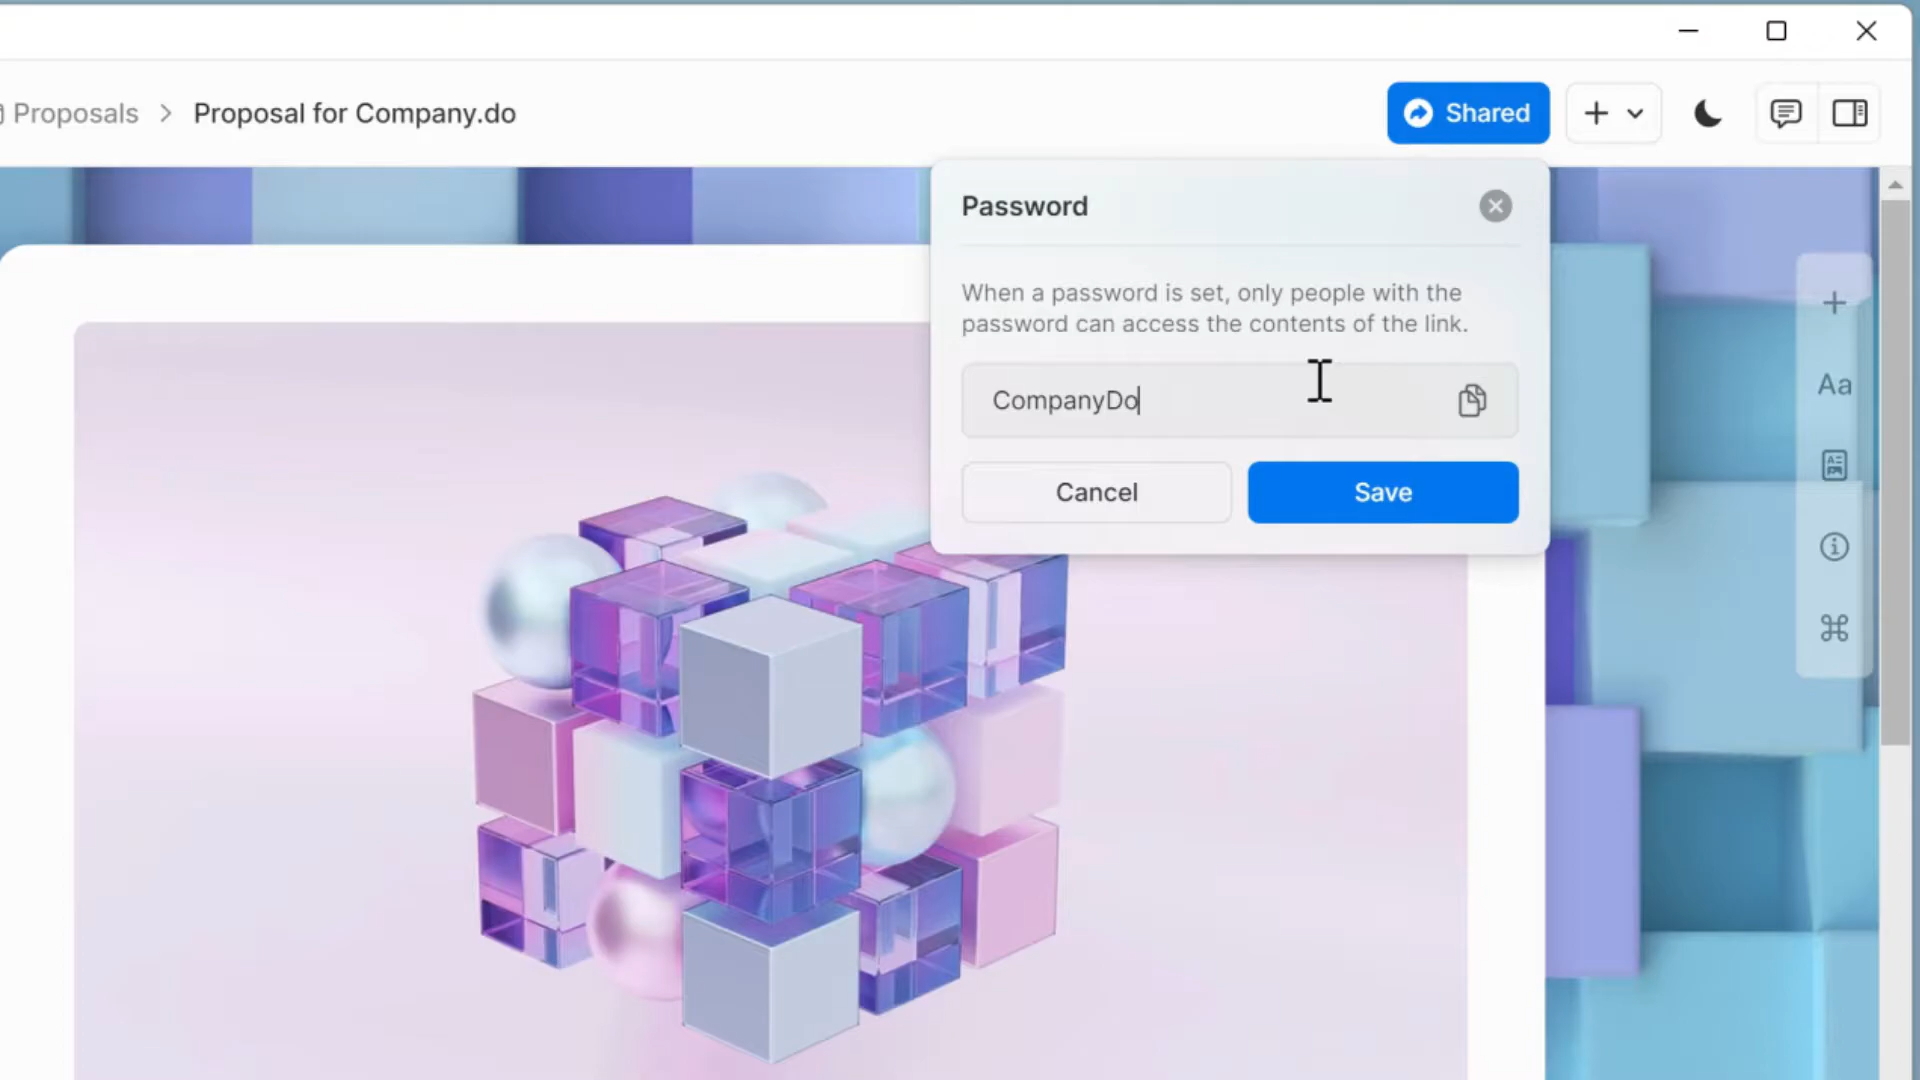 Proposals > Proposal for Company.do
Shared
Password
When a password is set, only people with the
password can access the contents of the link.
CompanyDo
Cancel
Save
Aa